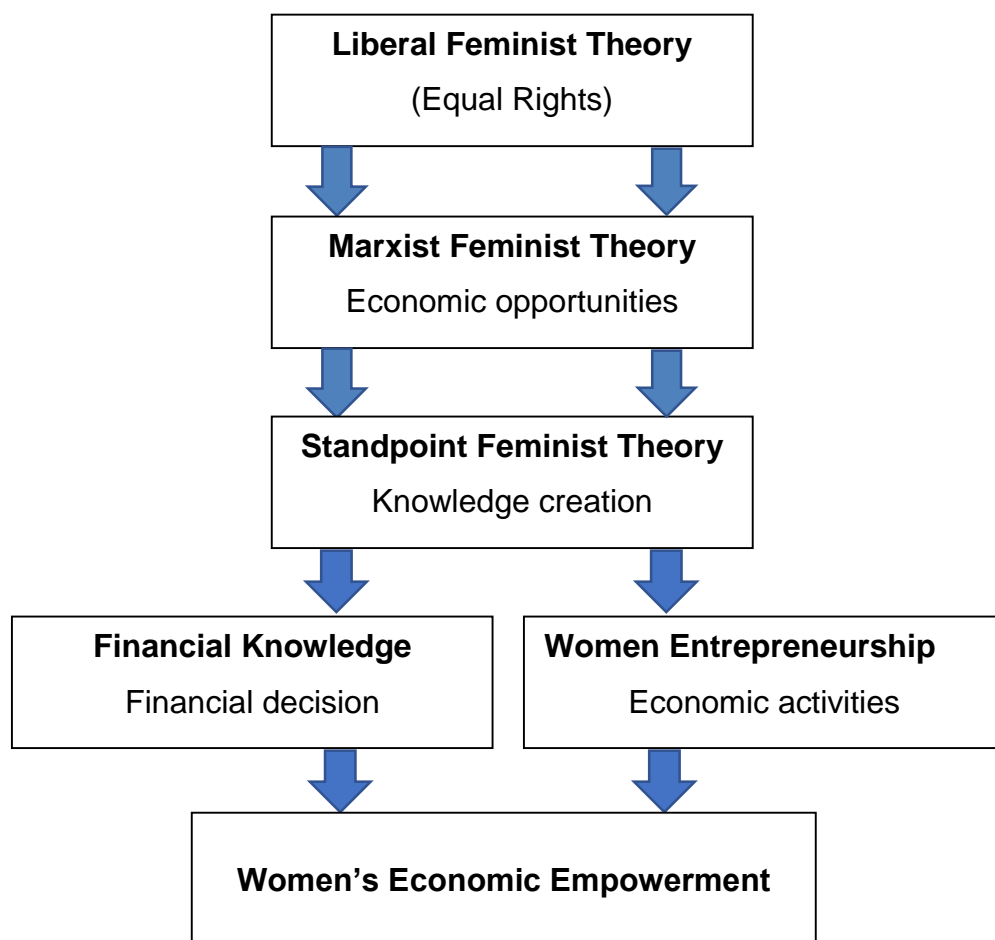 Liberal Feminist Theory
(Equal Rights)
Marxist Feminist Theory
Economic opportunities
Standpoint Feminist Theory
Knowledge creation
Financial Knowledge
Financial decision
Women Entrepreneurship
Economic activities
Women’s Economic Empowerment